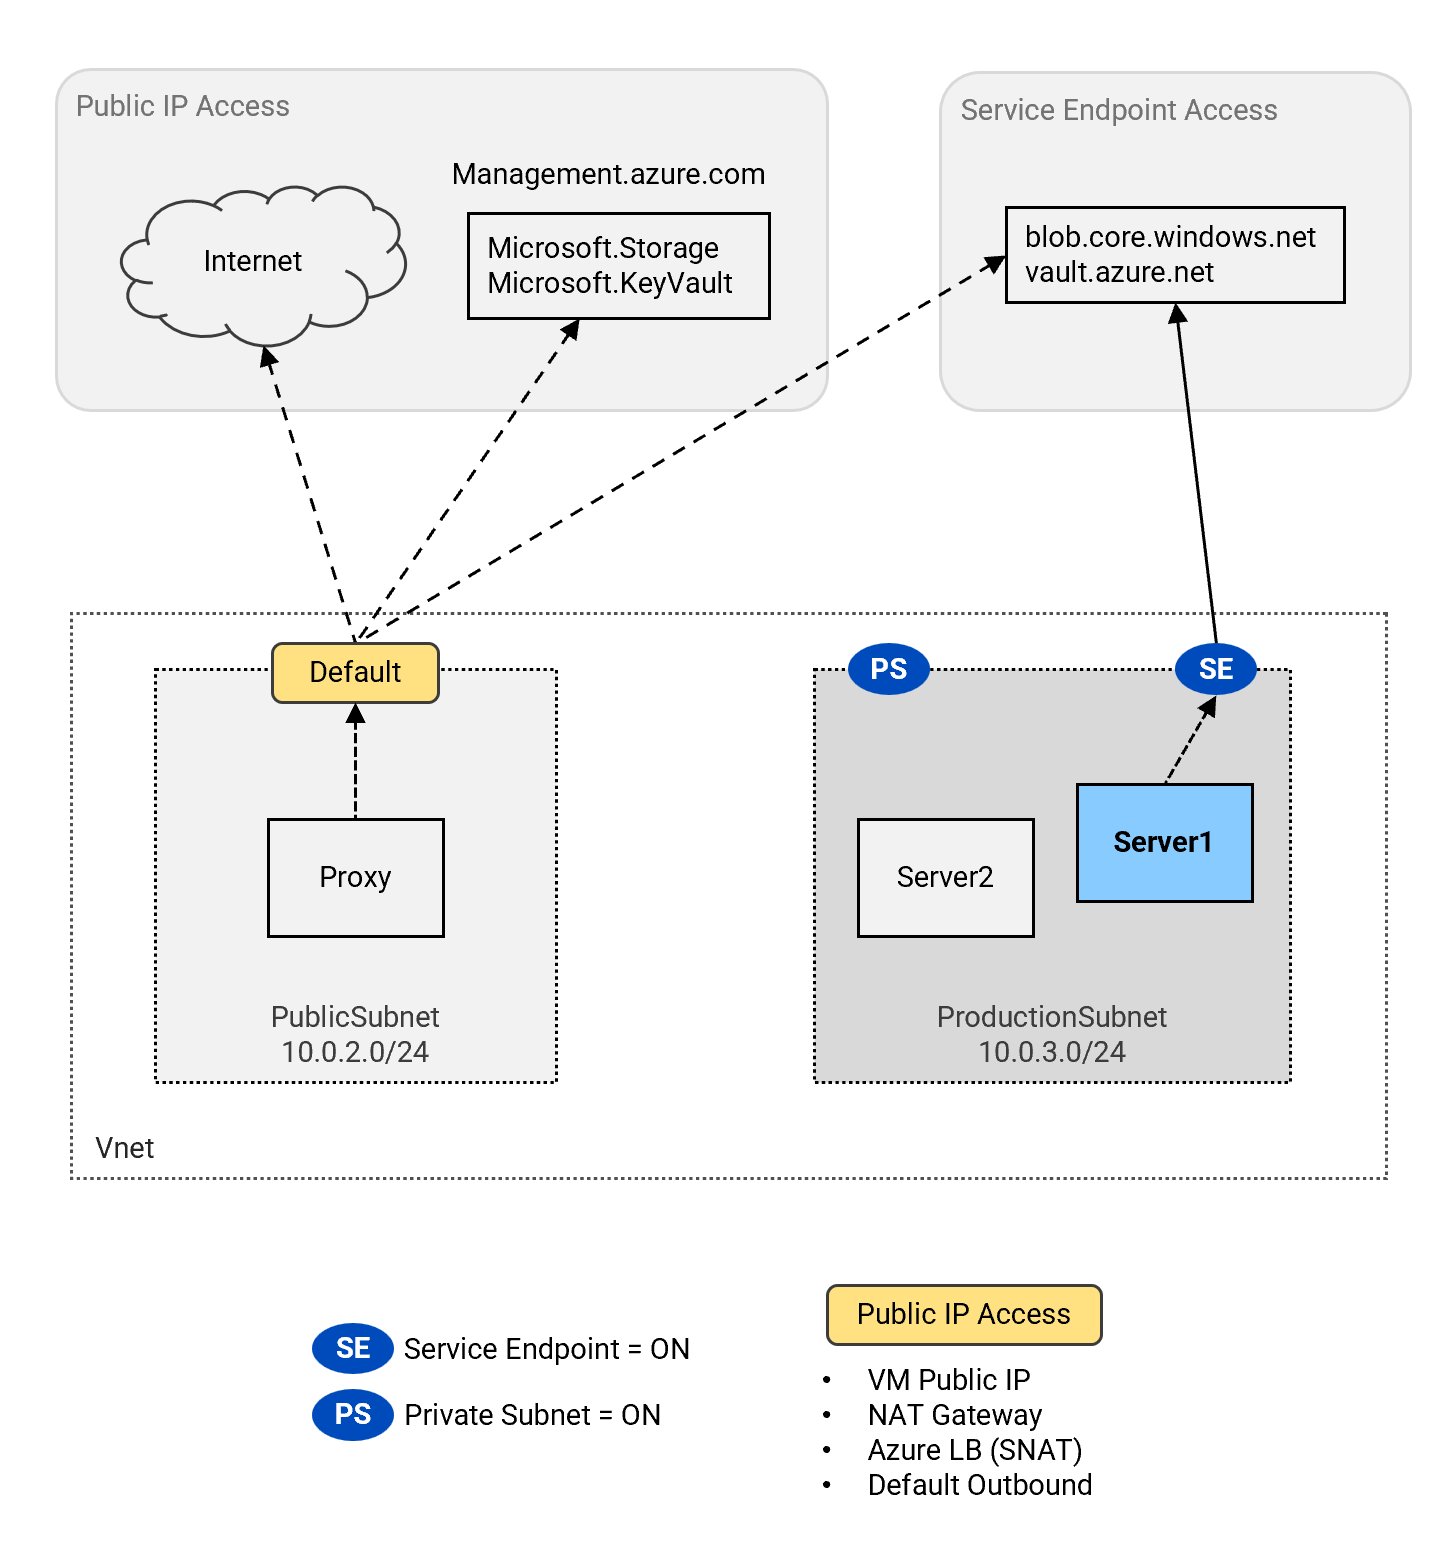 Public IP Access
Internet
Management.azure.com
Microsoft.Storage
Microsoft.KeyVault
Service Endpoint Access
blob.core.windows.net
vault.azure.net
Default
Proxy
PublicSubnet
10.0.2.0/24
PS
SE
Server2
Server1
ProductionSubnet
10.0.3.0/24
Vnet
SE Service Endpoint = ON
PS Private Subnet = ON
Public IP Access
• VM Public IP
• NAT Gateway
• Azure LB (SNAT)
• Default Outbound